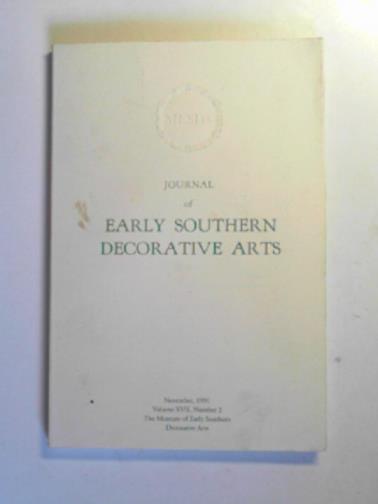 MESDA
JOURNAL
of
EARLY SOUTHERN
DECORATIVE ARTS
November, 1991
Volume XVII, Number 2
The Museum of Early Southern
Decorative Arts